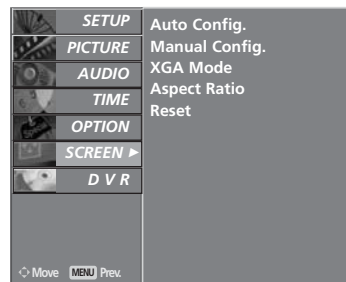 SETUP
PICTURE
AUDIO
TIME
OPTION
SCREEN ►
D V R
Move MENU Prev.
Auto Config.
Manual Config.
XGA Mode
Aspect Ratio
Reset